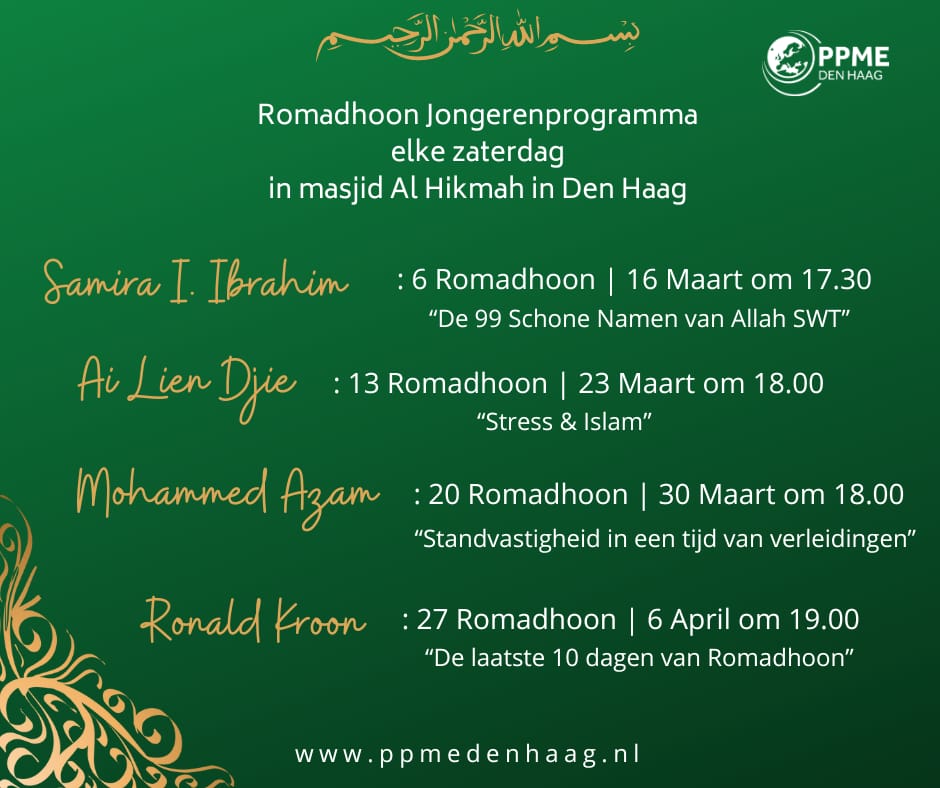 بسم الله الرحمن الرحيم
PPME
DEN HAAG
Romadhoon Jongerenprogramma
elke zaterdag
in masjid Al Hikmah in Den Haag
Samira I. Ibrahim : 6 Romadhoon | 16 Maart om 17.30
“De 99 Schone Namen van Allah SWT”
Ai Lien Djie : 13 Romadhoon | 23 Maart om 18.00
“Stress & Islam”
Mohammed Azam : 20 Romadhoon | 30 Maart om 18.00
“Standvastigheid in een tijd van verleidingen”
Ronald Kroon : 27 Romadhoon | 6 April om 19.00
“De laatste 10 dagen van Romadhoon”
www.ppmedenhaag.nl